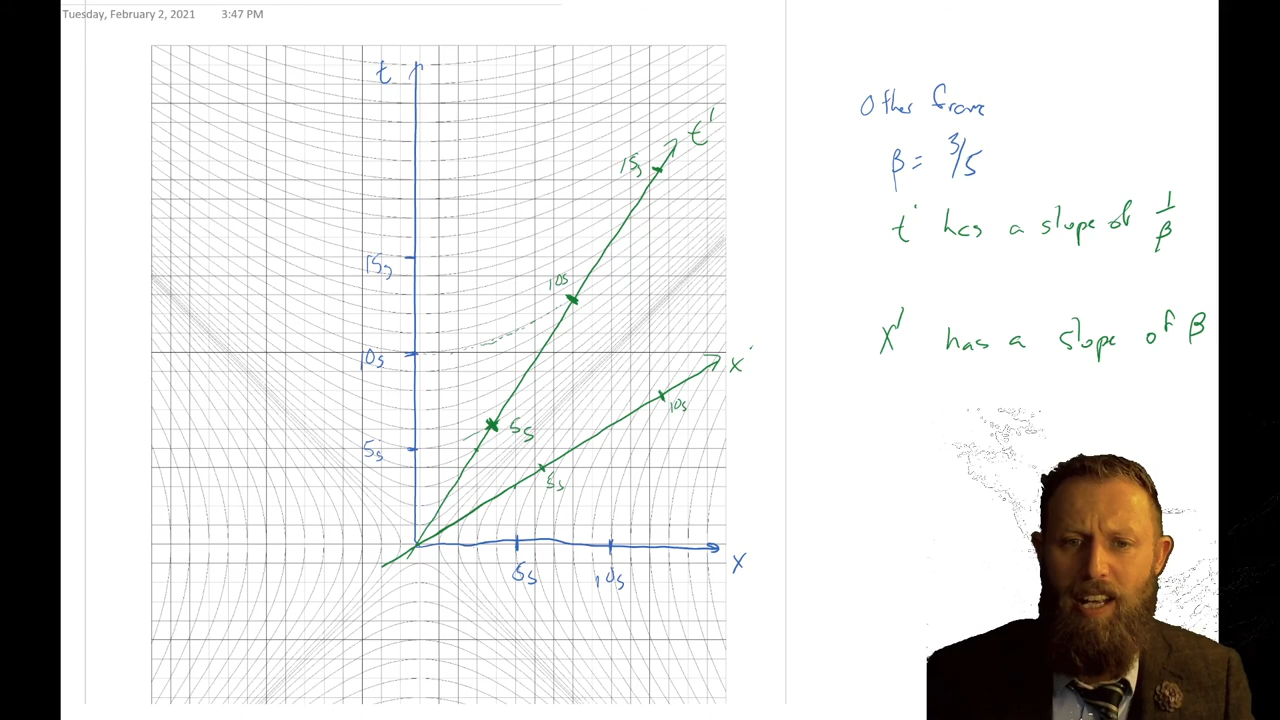 Tuesday, February 2, 2021 3:47 PM
t
t'
15s
10s
15s
10s
x'
10s
5s
5s
5s
x
5s
10s
Other frame
β = 3/5
t' has a slope of 1/β
x' has a slope of β